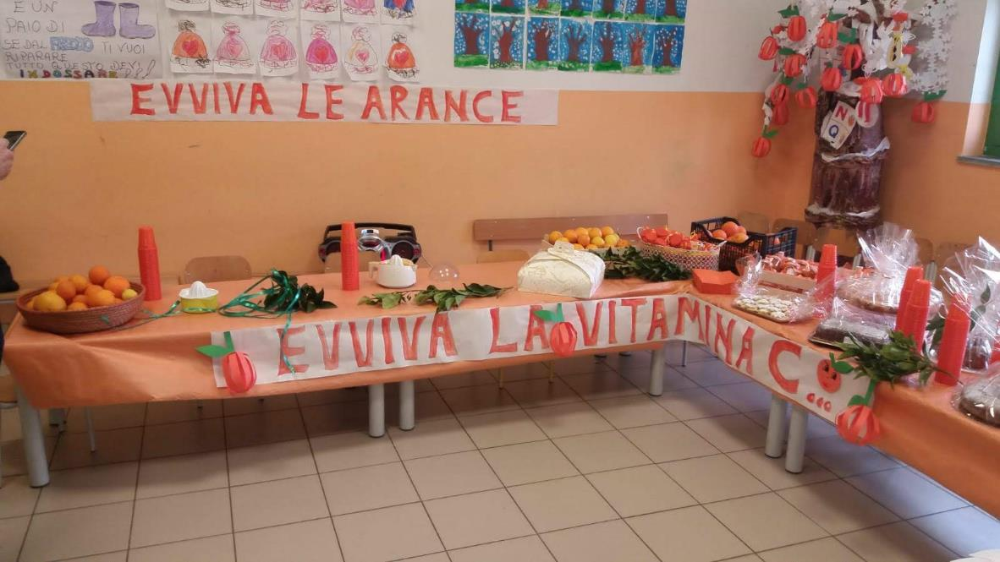 È UN
PAIO DI
SE DAL FREDDO TI VUOI
RIPARARE
TUTTO QUESTO DEVI
INDOSSARE!
EVVIVA LE ARANCE
N
Q
EVVIVA LA VITAMINA C...